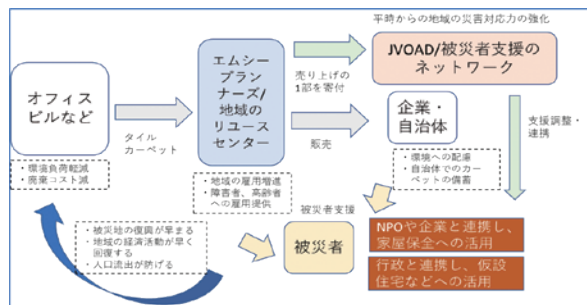 平時からの地域の災害対応力の強化
JVOAD/被災者支援の
ネットワーク
エムシー
プラン
ナーズ/
地域の
リユース
センター
売り上げの
1部を寄付
オフィス
ビルなど
タイル
カーペット
企業・
自治体
販売
支援調整・
連携
・環境負荷軽減
・廃棄コスト減
・地域の雇用増進
・障害者、高齢者
への雇用提供
・環境への配慮
・自治体でのカー
ペットの備蓄
被災者支援
・被災地の復興が早まる
・地域の経済活動が早く
回復する
・人口流出が防げる
被災者
NPOや企業と連携し、
家屋保全への活用
行政と連携し、仮設
住宅などへの活用